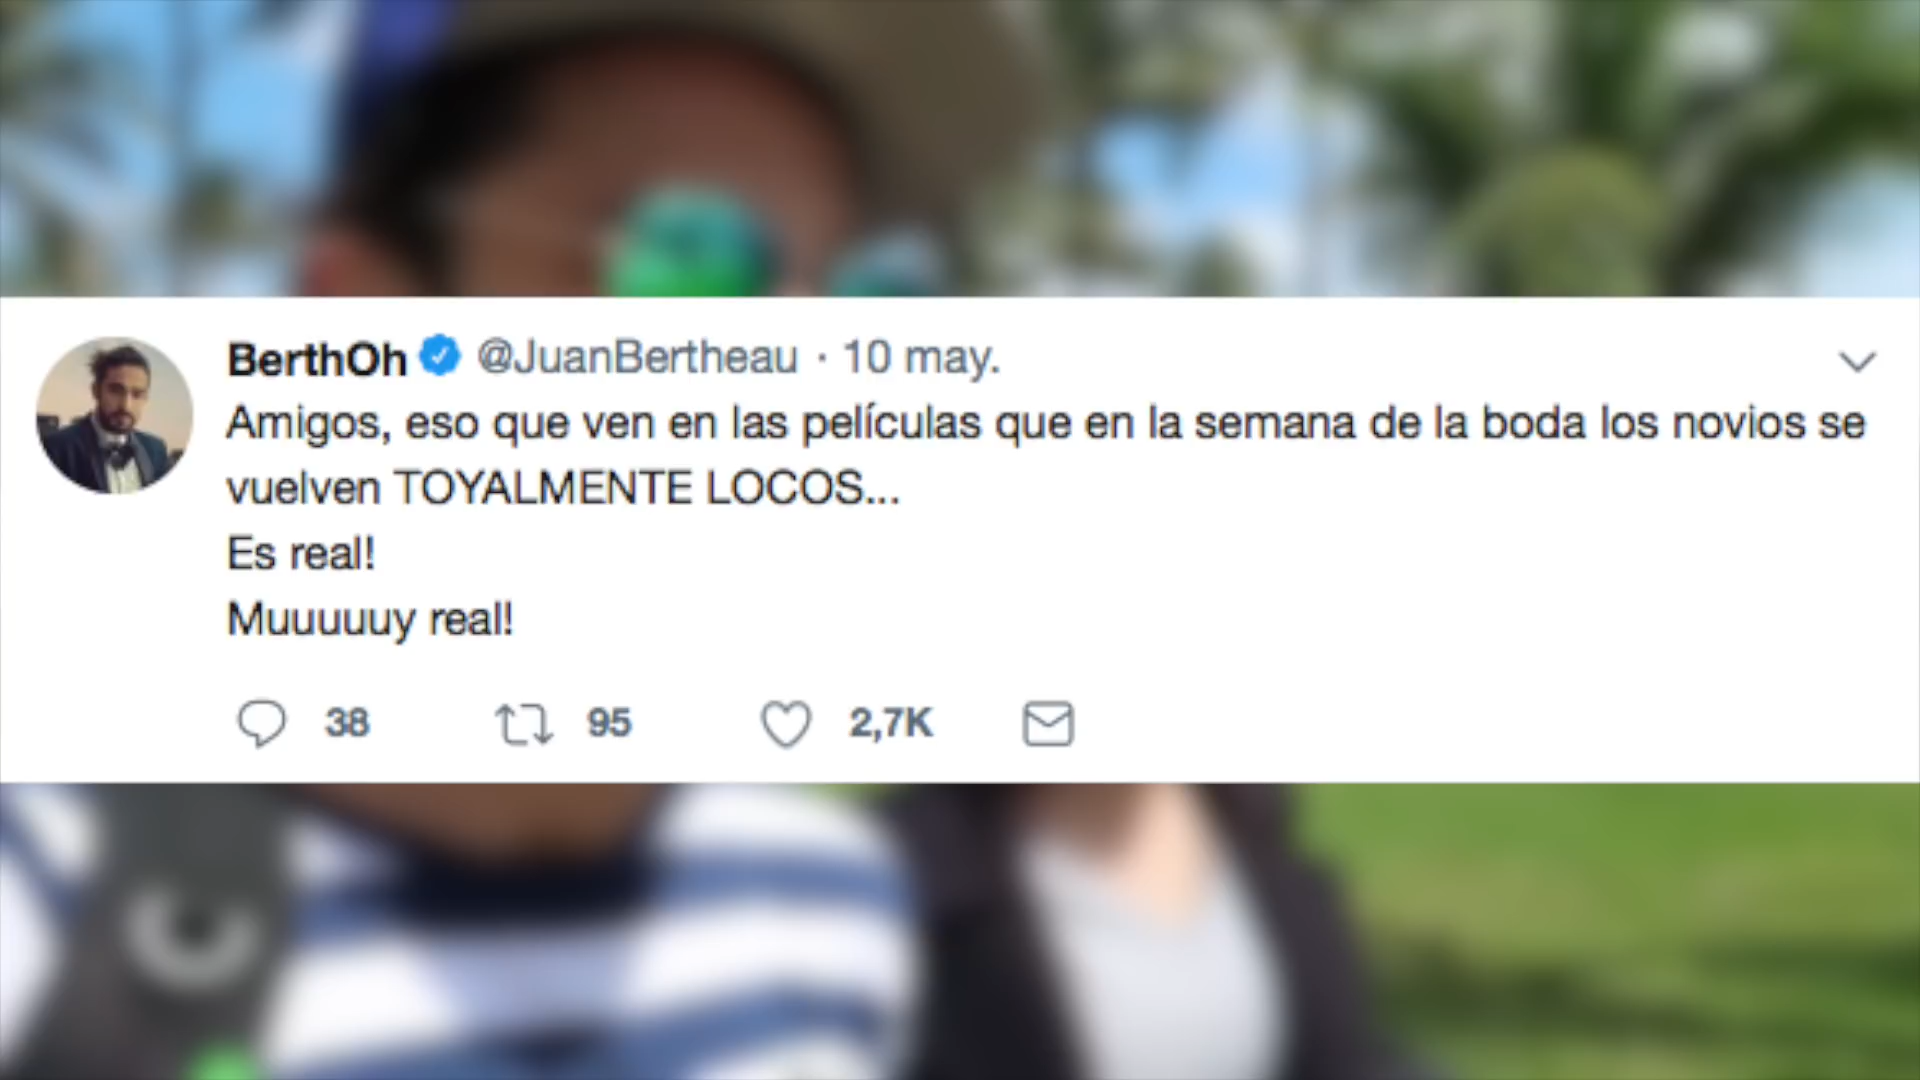 BerthOh @JuanBertheau · 10 may.
Amigos, eso que ven en las películas que en la semana de la boda los novios se
vuelven TOYALMENTE LOCOS...
Es real!
Muuuuuy real!
38 95 2,7K